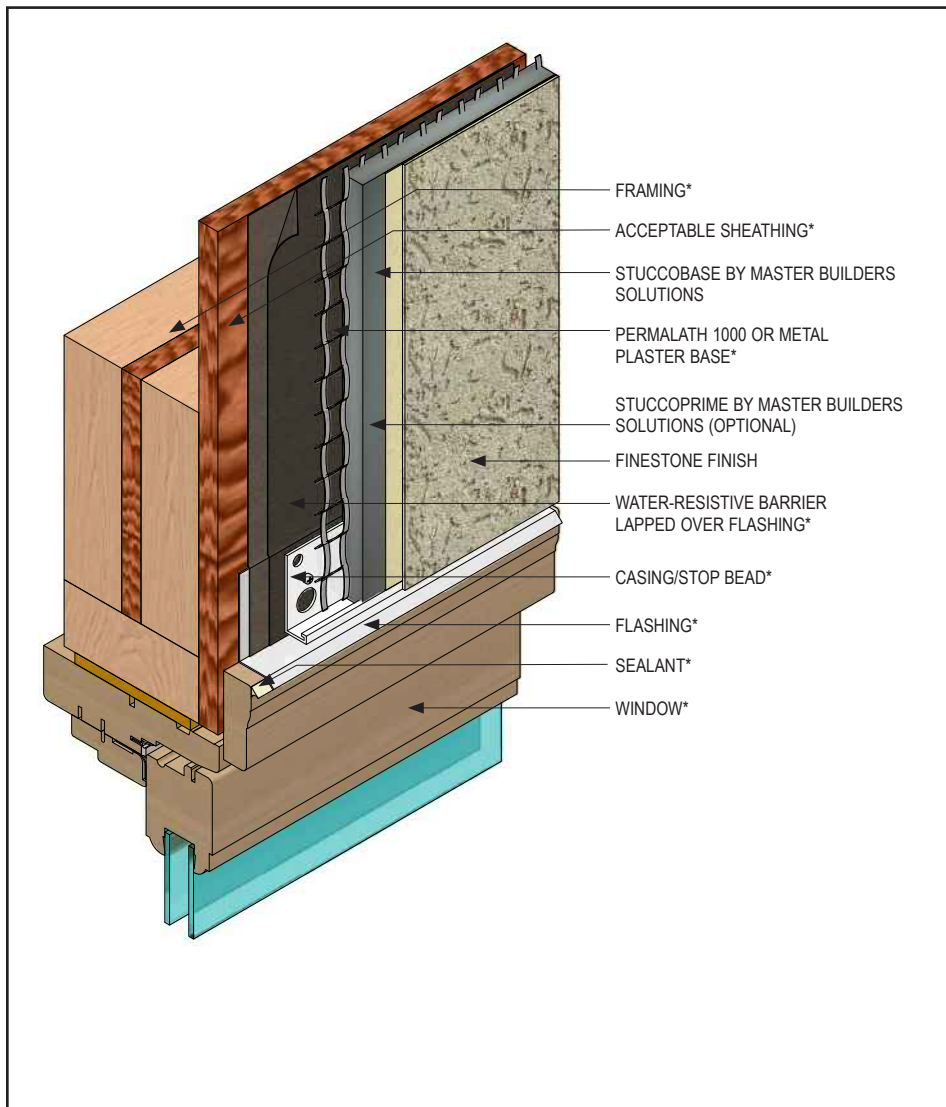 FRAMING*
ACCEPTABLE SHEATHING*
STUCCOBASE BY MASTER BUILDERS
SOLUTIONS
PERMALATH 1000 OR METAL
PLASTER BASE*
STUCCOPRIME BY MASTER BUILDERS
SOLUTIONS (OPTIONAL)
FINESTONE FINISH
WATER-RESISTIVE BARRIER
LAPPED OVER FLASHING*
CASING/STOP BEAD*
FLASHING*
SEALANT*
WINDOW*